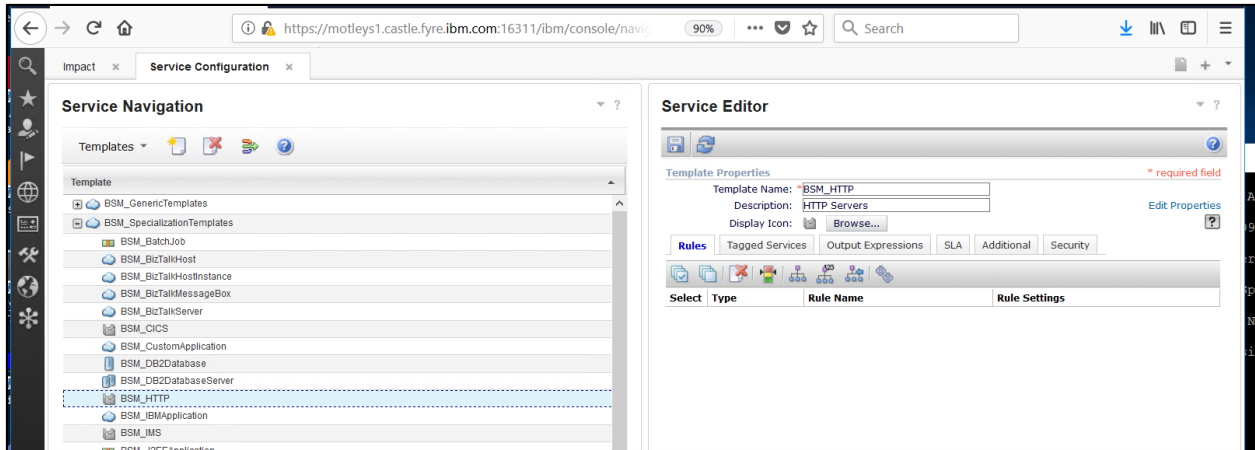 https://motleys1.castle.fyre.ibm.com:16311/ibm/console/navig 90% Search
Impact × Service Configuration ×
Service Navigation
Templates
Template
BSM_GenericTemplates
BSM_SpecializationTemplates
BSM_BatchJob
BSM_BizTalkHost
BSM_BizTalkHostInstance
BSM_BizTalkMessageBox
BSM_BizTalkServer
BSM_CICS
BSM_CustomApplication
BSM_DB2Database
BSM_DB2DatabaseServer
BSM_HTTP
BSM_IBMApplication
BSM_IMS
BSM_J2EEApplication
Service Editor
Template Properties * required field
Template Name: *BSM_HTTP
Description: HTTP Servers Edit Properties
Display Icon: Browse...
Rules Tagged Services Output Expressions SLA Additional Security
Select Type Rule Name Rule Settings